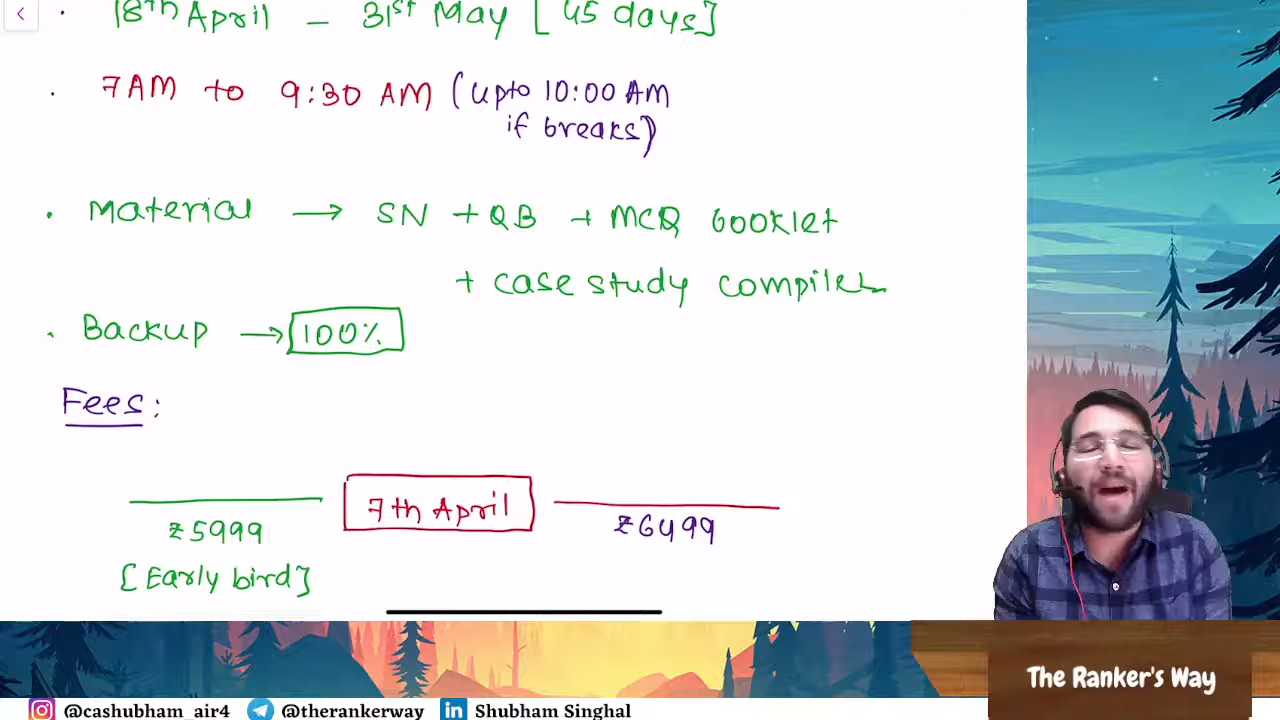 18th April – 31st May [45 days]
7AM to 9:30 AM (upto 10:00 AM
if breaks)
Material → SN + QB + MCQ booklet
+ case study compiler
Backup → 100%
Fees:
7th April
₹5999
₹6499
[Early bird]
The Ranker's Way
@cashubham_air4 @therankerway Shubham Singhal